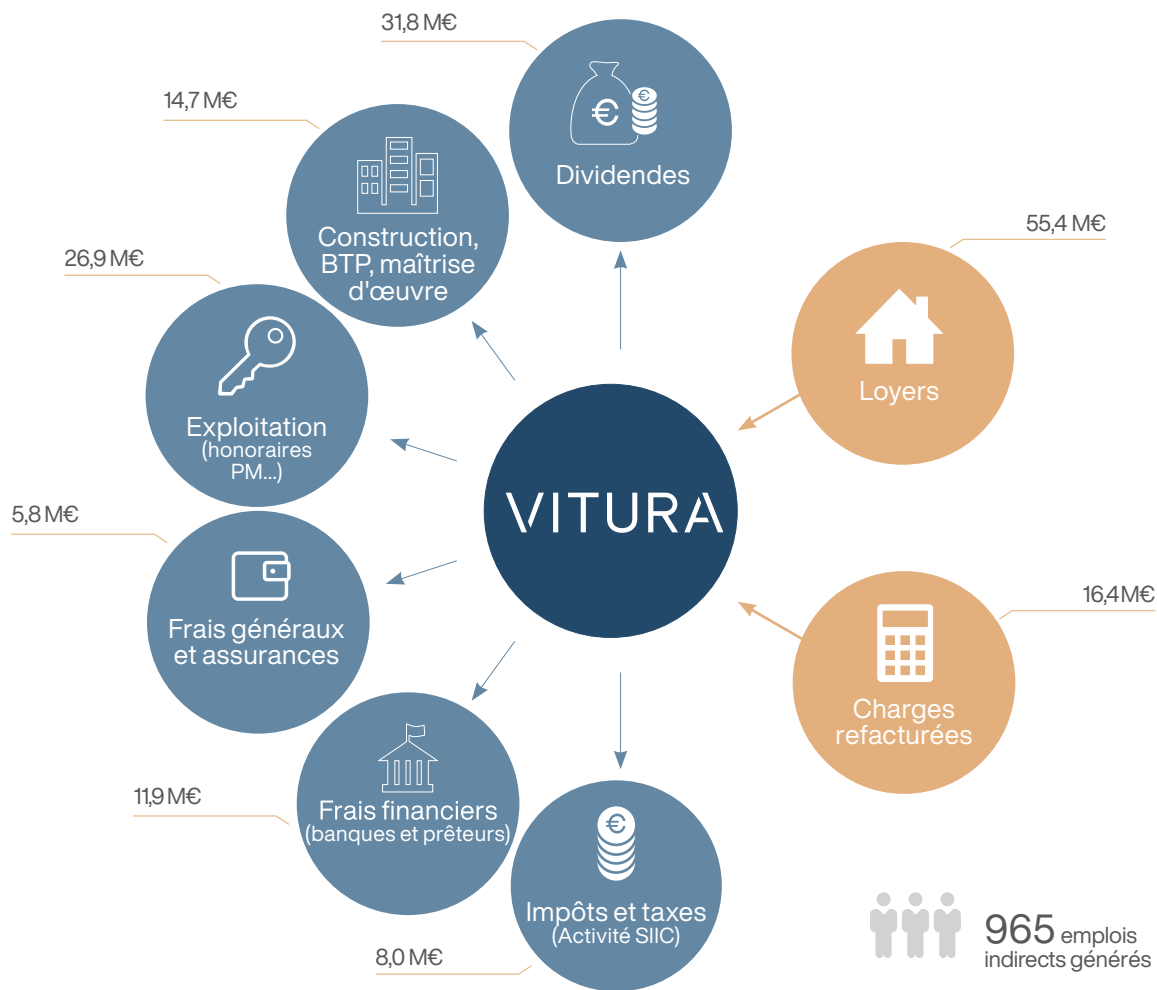 31,8 M€
€
€
Dividendes
14,7 M€
Construction,
BTP, maîtrise
d'œuvre
55,4 M€
Loyers
26,9 M€
Exploitation
(honoraires
PM...)
VITURA
5,8 M€
Frais généraux
et assurances
16,4 M€
Charges
refacturées
11,9 M€
Frais financiers
(banques et prêteurs)
€
Impôts et taxes
(Activité SIIC)
8,0 M€
965 emplois
indirects générés